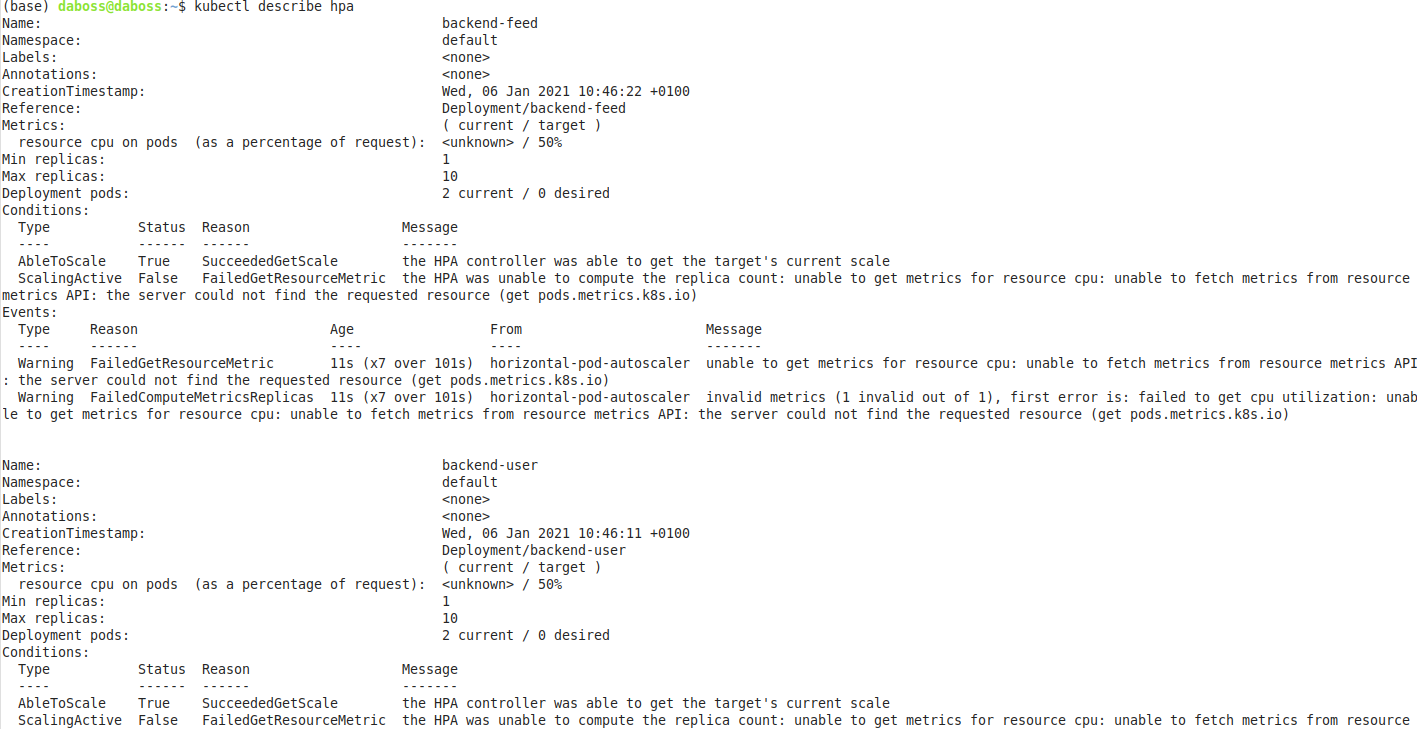 (base) daboss@daboss:~$ kubectl describe hpa
Name:                                                  backend-feed
Namespace:                                             default
Labels:                                                <none>
Annotations:                                           <none>
CreationTimestamp:                                     Wed, 06 Jan 2021 10:46:22 +0100
Reference:                                             Deployment/backend-feed
Metrics:                                               ( current / target )
  resource cpu on pods  (as a percentage of request):  <unknown> / 50%
Min replicas:                                          1
Max replicas:                                          10
Deployment pods:                                       2 current / 0 desired
Conditions:
  Type           Status  Reason                   Message
  ----           ------  ------                   -------
  AbleToScale    True    SucceededGetScale        the HPA controller was able to get the target's current scale
  ScalingActive  False   FailedGetResourceMetric  the HPA was unable to compute the replica count: unable to get metrics for resource cpu: unable to fetch metrics from resource
metrics API: the server could not find the requested resource (get pods.metrics.k8s.io)
Events:
  Type     Reason                        Age                 From                       Message
  ----     ------                        ----                ----                       -------
  Warning  FailedGetResourceMetric       11s (x7 over 101s)  horizontal-pod-autoscaler  unable to get metrics for resource cpu: unable to fetch metrics from resource metrics API
: the server could not find the requested resource (get pods.metrics.k8s.io)
  Warning  FailedComputeMetricsReplicas  11s (x7 over 101s)  horizontal-pod-autoscaler  invalid metrics (1 invalid out of 1), first error is: failed to get cpu utilization: unab
le to get metrics for resource cpu: unable to fetch metrics from resource metrics API: the server could not find the requested resource (get pods.metrics.k8s.io)
Name:                                                  backend-user
Namespace:                                             default
Labels:                                                <none>
Annotations:                                           <none>
CreationTimestamp:                                     Wed, 06 Jan 2021 10:46:11 +0100
Reference:                                             Deployment/backend-user
Metrics:                                               ( current / target )
  resource cpu on pods  (as a percentage of request):  <unknown> / 50%
Min replicas:                                          1
Max replicas:                                          10
Deployment pods:                                       2 current / 0 desired
Conditions:
  Type           Status  Reason                   Message
  ----           ------  ------                   -------
  AbleToScale    True    SucceededGetScale        the HPA controller was able to get the target's current scale
  ScalingActive  False   FailedGetResourceMetric  the HPA was unable to compute the replica count: unable to get metrics for resource cpu: unable to fetch metrics from resource